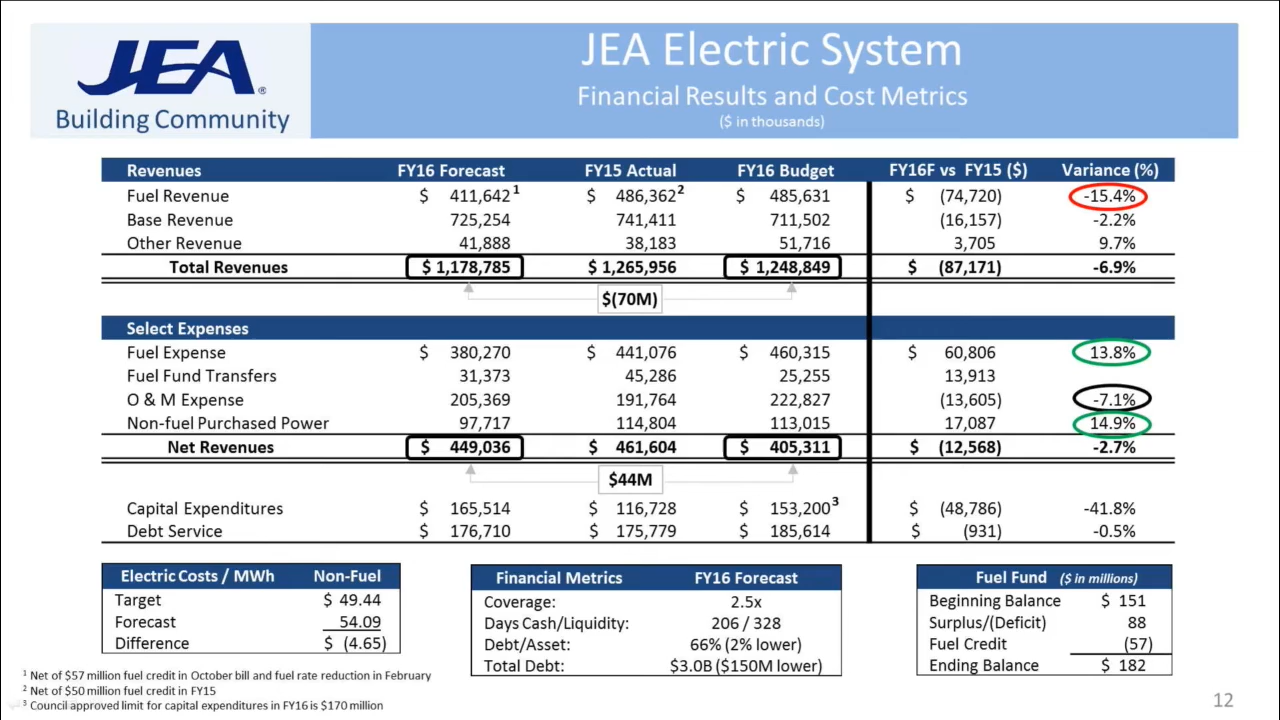 JEA®
Building Community
JEA Electric System
Financial Results and Cost Metrics
($ in thousands)
Revenues FY16 Forecast FY15 Actual FY16 Budget FY16F vs FY15 ($) Variance (%)
Fuel Revenue $ 411,642¹ $ 486,362² $ 485,631 $ (74,720) -15.4%
Base Revenue 725,254 741,411 711,502 (16,157) -2.2%
Other Revenue 41,888 38,183 51,716 3,705 9.7%
Total Revenues $ 1,178,785 $ 1,265,956 $ 1,248,849 $ (87,171) -6.9%
$(70M)
Select Expenses
Fuel Expense $ 380,270 $ 441,076 $ 460,315 $ 60,806 13.8%
Fuel Fund Transfers 31,373 45,286 25,255 13,913
O & M Expense 205,369 191,764 222,827 (13,605) -7.1%
Non-fuel Purchased Power 97,717 114,804 113,015 17,087 14.9%
Net Revenues $ 449,036 $ 461,604 $ 405,311 $ (12,568) -2.7%
$44M
Capital Expenditures $ 165,514 $ 116,728 $ 153,200³ $ (48,786) -41.8%
Debt Service $ 176,710 $ 175,779 $ 185,614 $ (931) -0.5%
Electric Costs / MWh Non-Fuel
Target $ 49.44
Forecast 54.09
Difference $ (4.65)
Financial Metrics FY16 Forecast
Coverage: 2.5x
Days Cash/Liquidity: 206 / 328
Debt/Asset: 66% (2% lower)
Total Debt: $3.0B ($150M lower)
Fuel Fund ($ in millions)
Beginning Balance $ 151
Surplus/(Deficit) 88
Fuel Credit (57)
Ending Balance $ 182
¹ Net of $57 million fuel credit in October bill and fuel rate reduction in February
² Net of $50 million fuel credit in FY15
³ Council approved limit for capital expenditures in FY16 is $170 million
12